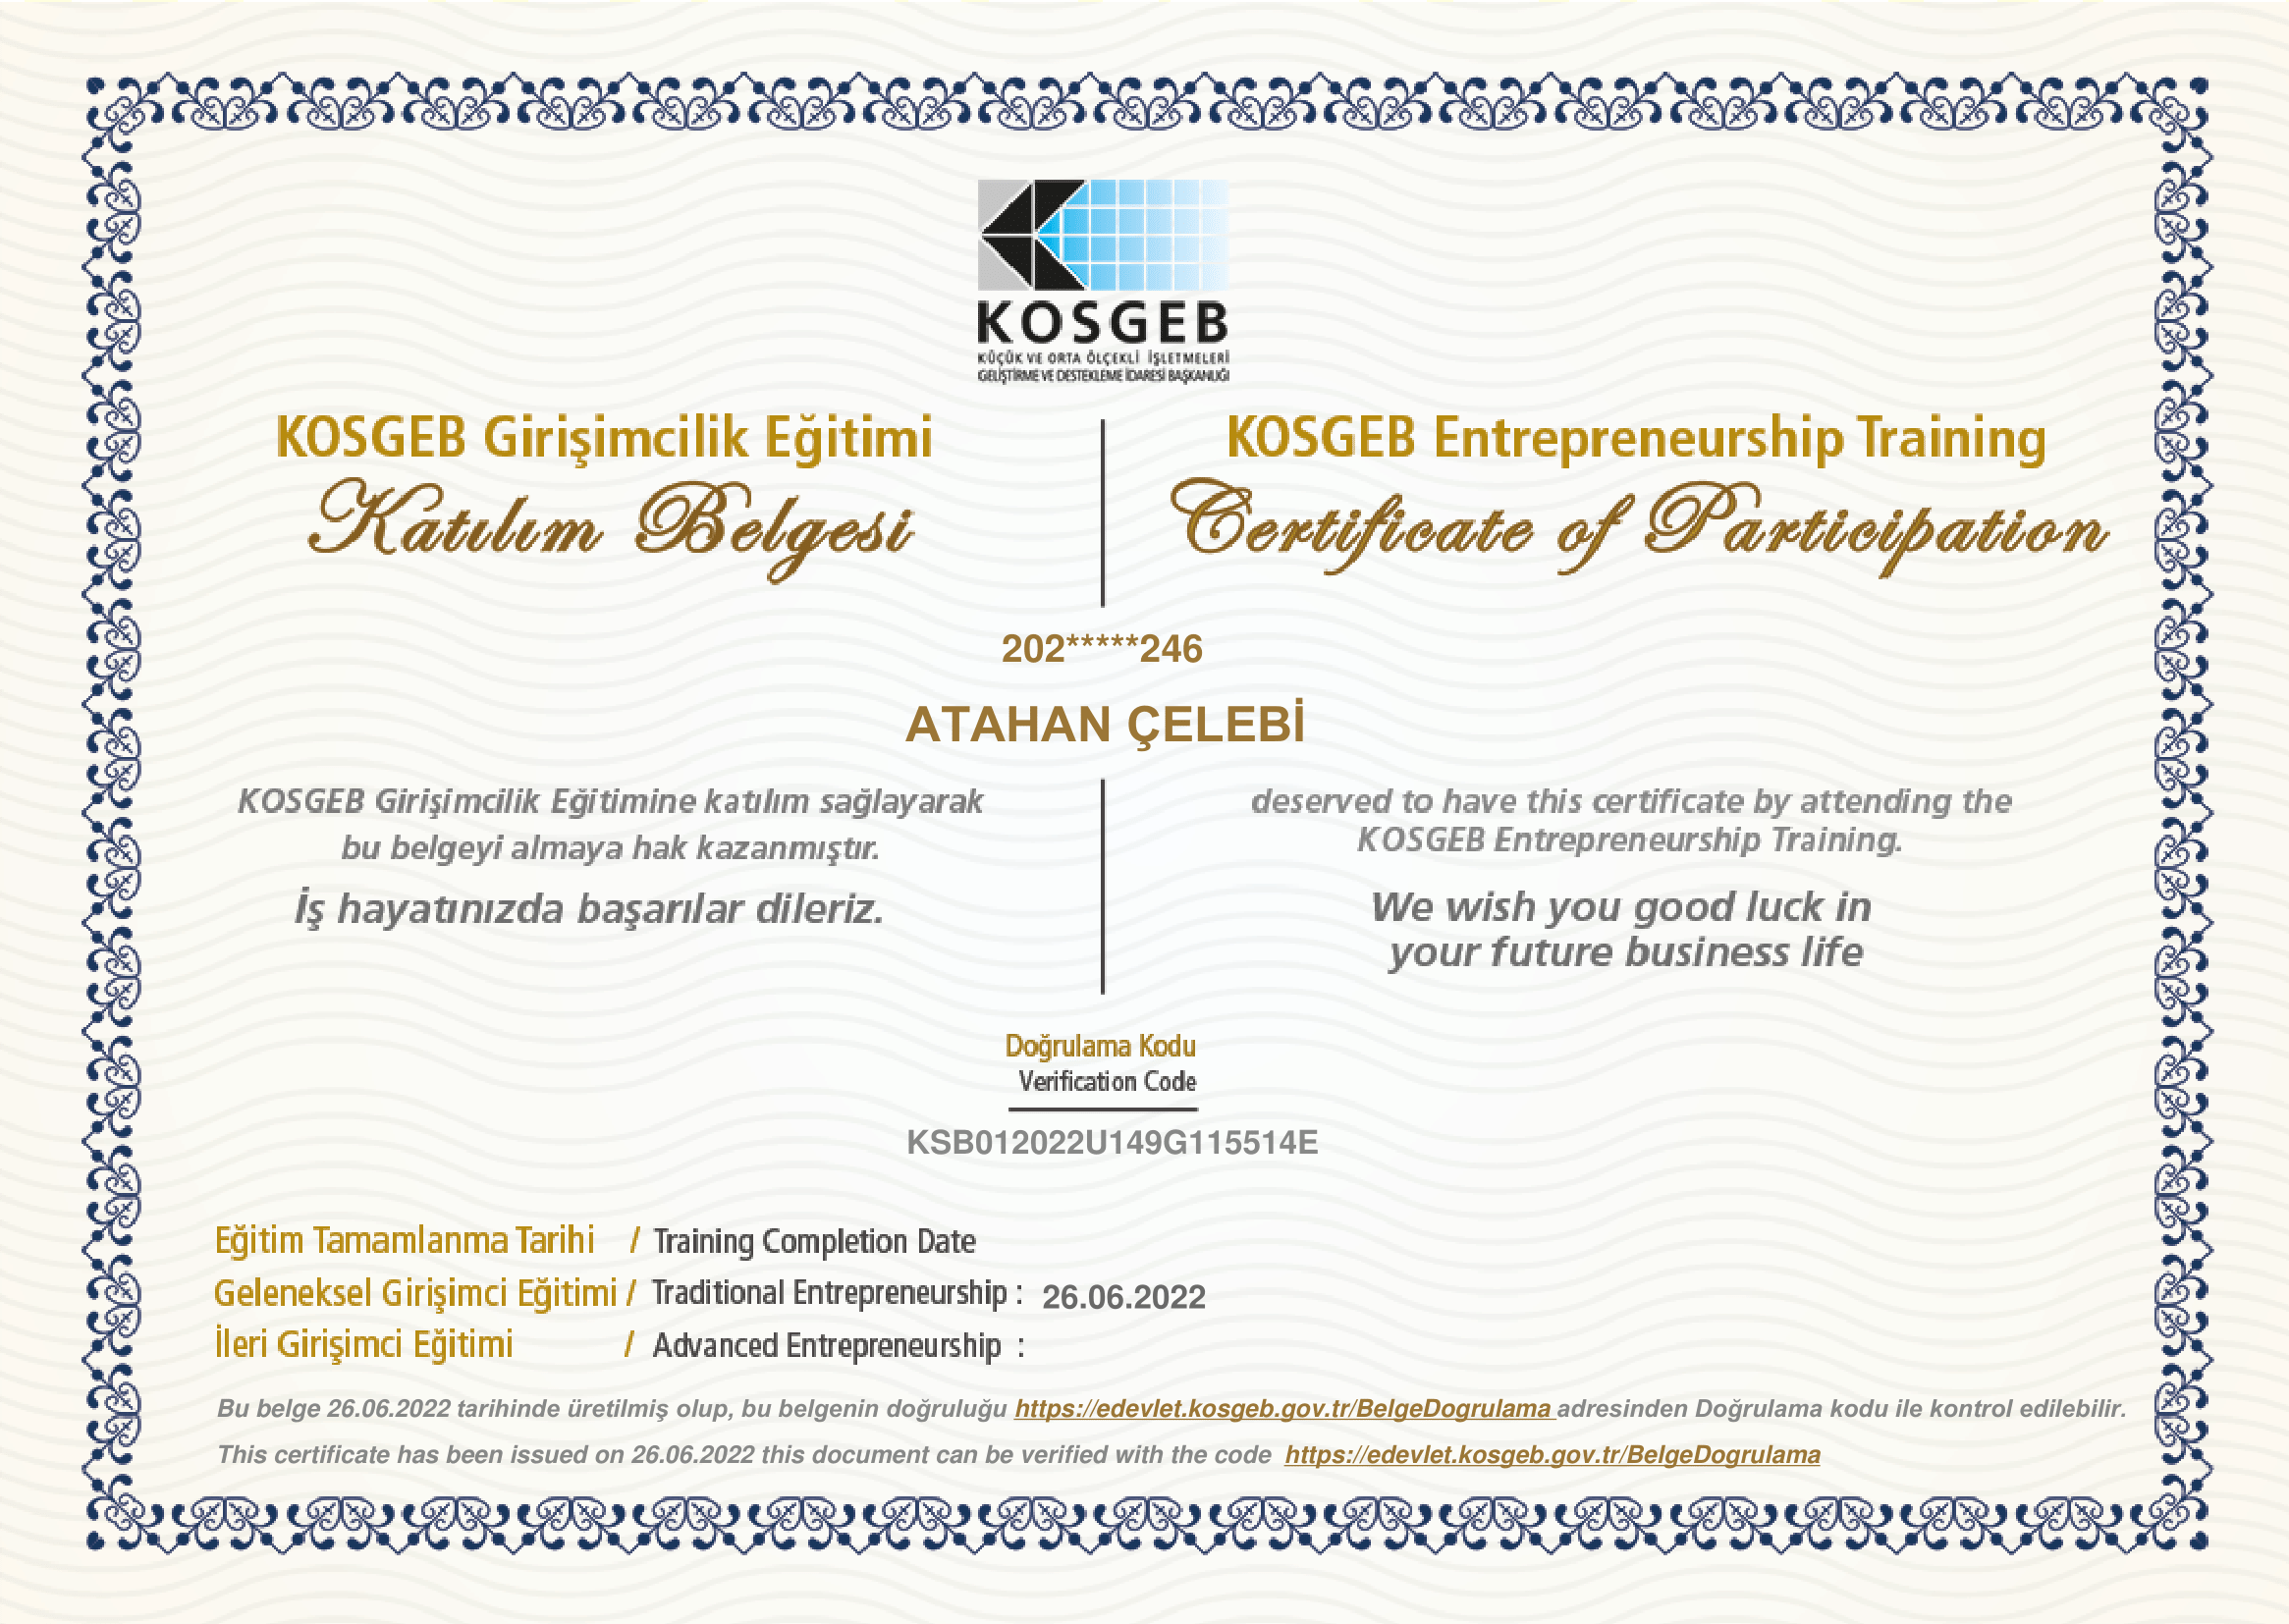 KOSGEB
KÜÇÜK VE ORTA ÖLÇEKLİ İŞLETMELERİ
GELİŞTİRME VE DESTEKLEME İDARESİ BAŞKANLIĞI
KOSGEB Girişimcilik Eğitimi
Katılım Belgesi
KOSGEB Entrepreneurship Training
Certificate of Participation
202*****246
ATAHAN ÇELEBİ
KOSGEB Girişimcilik Eğitimine katılım sağlayarak
bu belgeyi almaya hak kazanmıştır.
İş hayatınızda başarılar dileriz.
deserved to have this certificate by attending the
KOSGEB Entrepreneurship Training.
We wish you good luck in
your future business life
Doğrulama Kodu
Verification Code
KSB012022U149G115514E
Eğitim Tamamlanma Tarihi / Training Completion Date
Geleneksel Girişimci Eğitimi / Traditional Entrepreneurship : 26.06.2022
İleri Girişimci Eğitimi / Advanced Entrepreneurship :
Bu belge 26.06.2022 tarihinde üretilmiş olup, bu belgenin doğruluğu https://edevlet.kosgeb.gov.tr/BelgeDogrulama adresinden Doğrulama kodu ile kontrol edilebilir.
This certificate has been issued on 26.06.2022 this document can be verified with the code https://edevlet.kosgeb.gov.tr/BelgeDogrulama